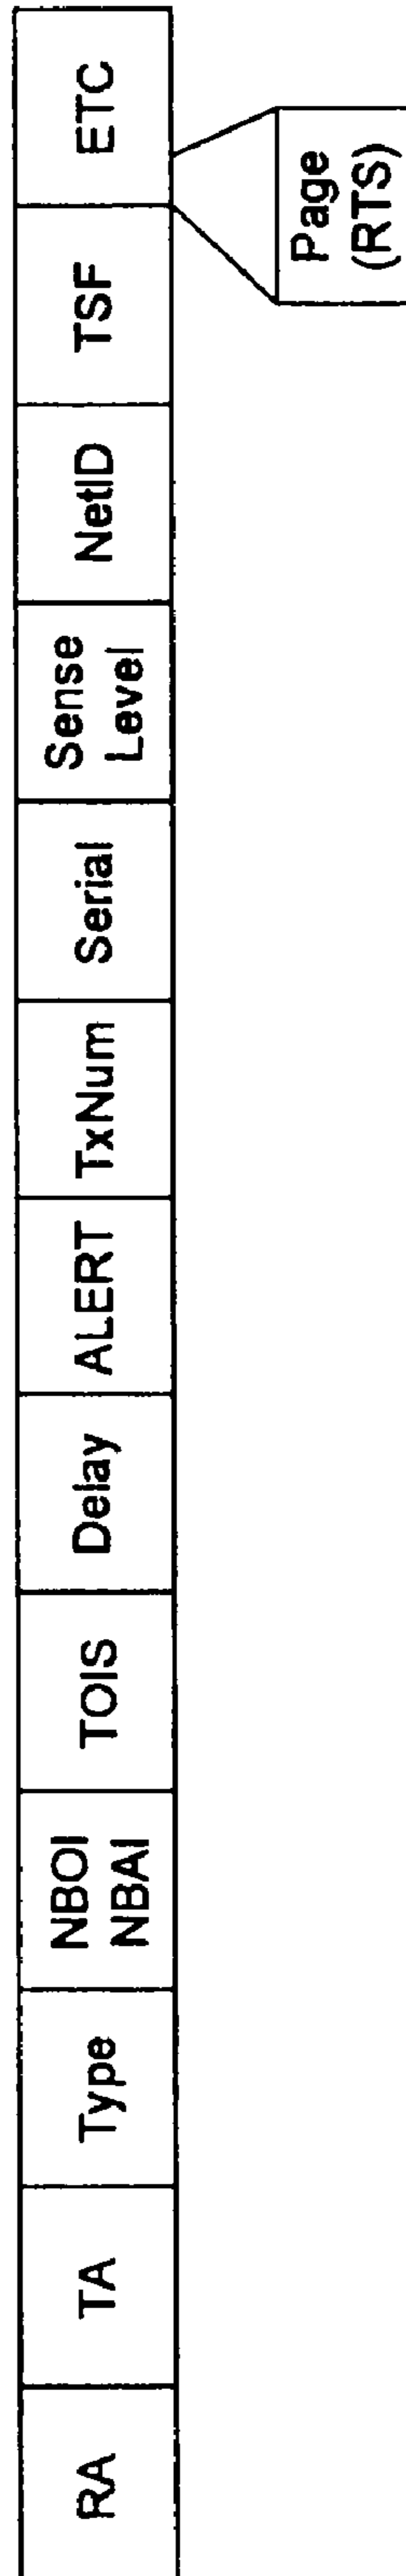 RA
TA
Type
NBOI
NBAI
TOIS
Delay
ALERT
TxNum
Serial
Sense
Level
NetID
TSF
ETC
Page
(RTS)